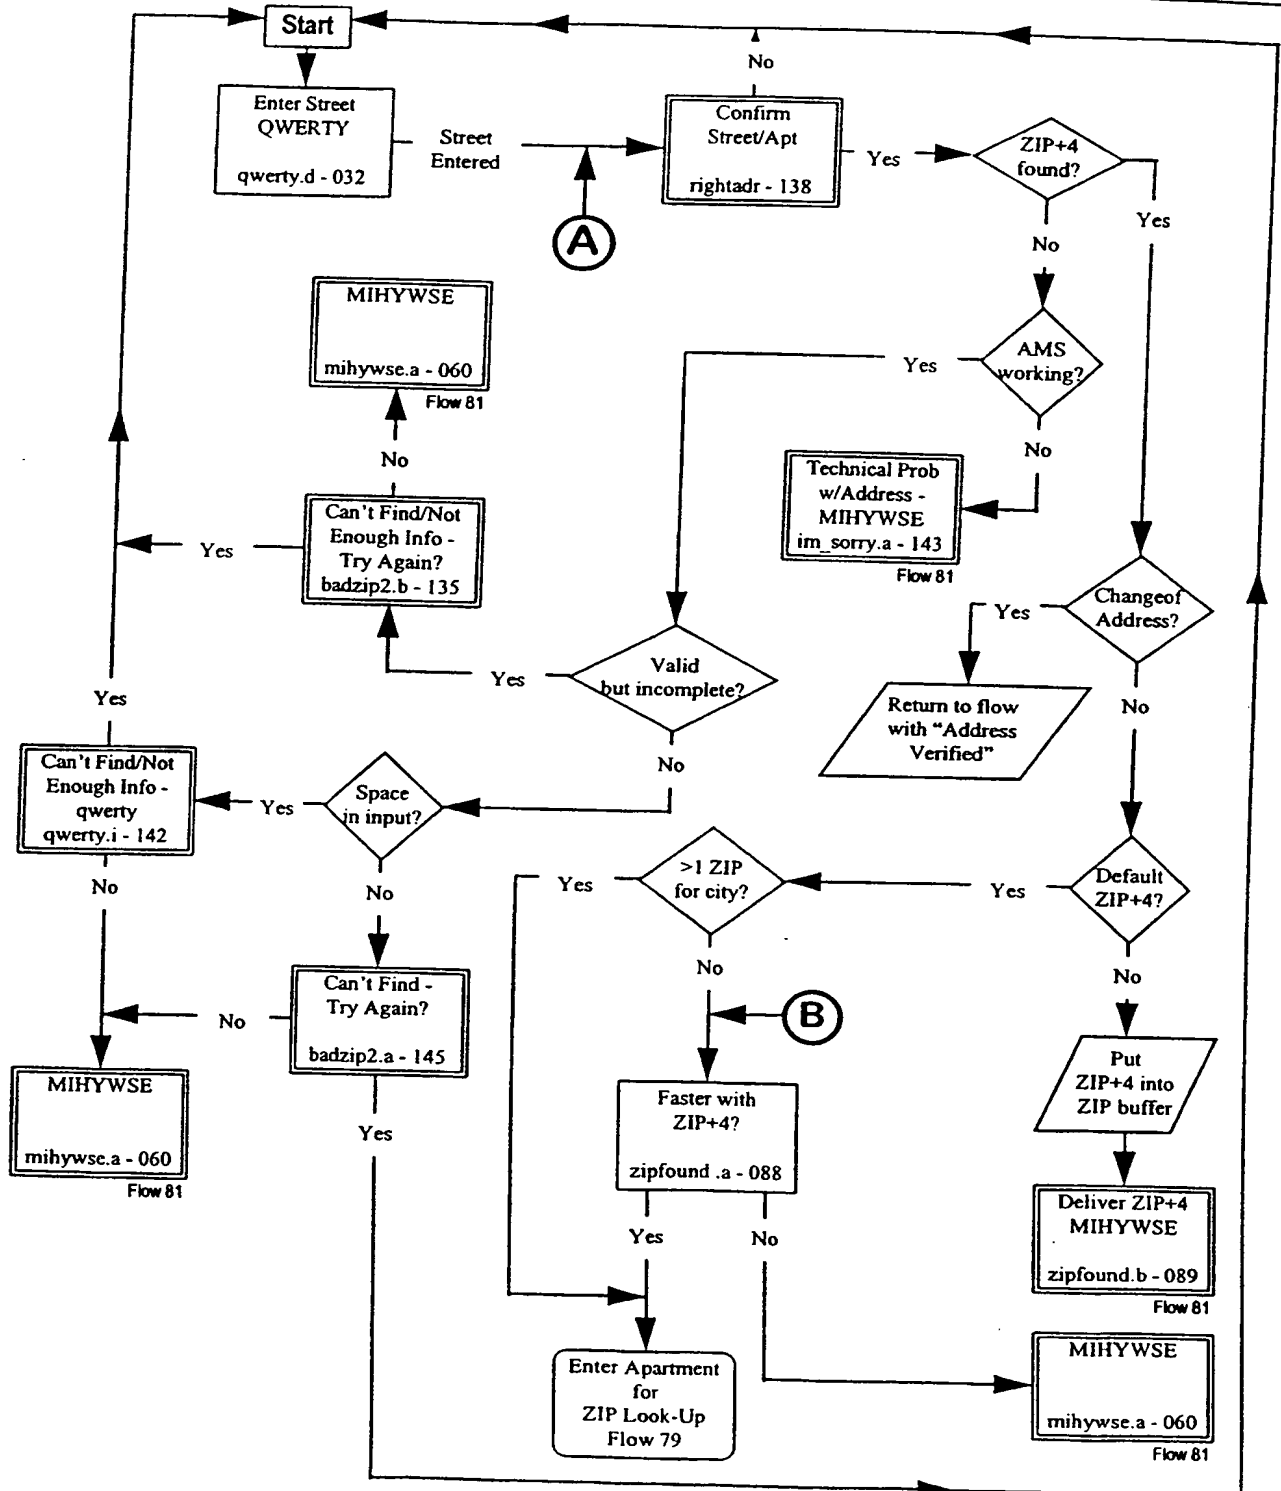 Start
No
Enter Street
QWERTY
qwerty.d - 032
Street
Entered
Confirm
Street/Apt
rightadr - 138
Yes
ZIP+4
found?
Yes
No
A
MIHYWSE
mihywse.a - 060
Flow 81
AMS
working?
Yes
No
No
Technical Prob
w/Address -
MIHYWSE
im_sorry.a - 143
Flow 81
Can't Find/Not
Enough Info -
Try Again?
badzip2.b - 135
Yes
Changeof
Address?
Yes
Valid
but incomplete?
Yes
No
Return to flow
with "Address
Verified"
No
Yes
Can't Find/Not
Enough Info -
qwerty
qwerty.i - 142
Yes
Space
in input?
No
No
>1 ZIP
for city?
Yes
Yes
Default
ZIP+4?
No
No
Can't Find -
Try Again?
badzip2.a - 145
No
B
MIHYWSE
mihywse.a - 060
Flow 81
Yes
Faster with
ZIP+4?
zipfound .a - 088
Put
ZIP+4 into
ZIP buffer
Yes
No
Deliver ZIP+4
MIHYWSE
zipfound.b - 089
Flow 81
Enter Apartment
for
ZIP Look-Up
Flow 79
MIHYWSE
mihywse.a - 060
Flow 81